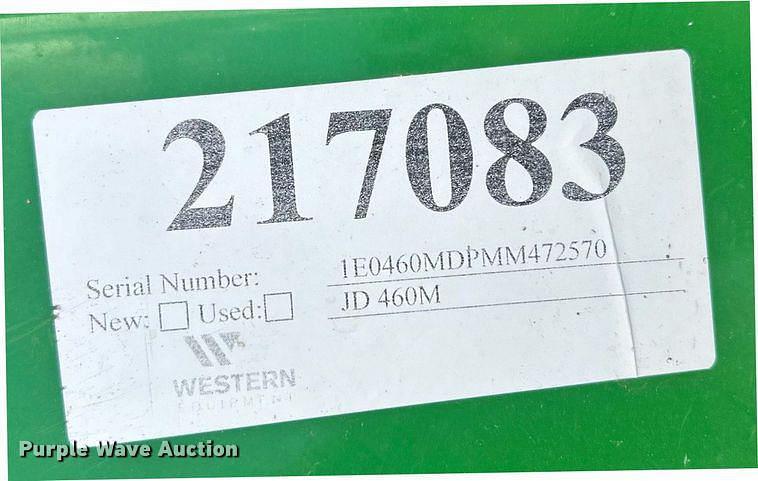 217083
Serial Number: 1E0460MDPMM472570
New: Used: JD 460M
WESTERN
EQUIPMENT
Purple Wave Auction